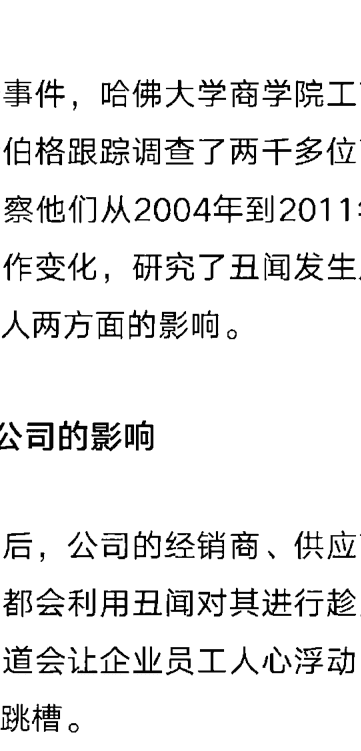 事件，哈佛大学商学院工
伯格跟踪调查了两千多位
察他们从2004年到2011
作变化，研究了丑闻发生
人两方面的影响。
公司的影响
后，公司的经销商、供应
都会利用丑闻对其进行趁
道会让企业员工人心浮动
跳槽。